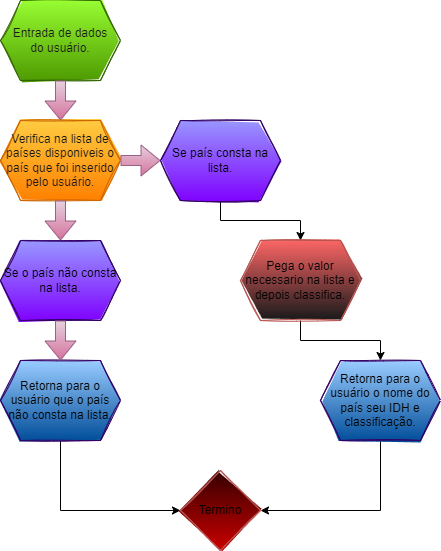 Entrada de dados
do usuário.
Verifica na lista de
países disponiveis o
país que foi inserido
pelo usuário.
Se país consta na
lista.
Se o país não consta
na lista.
Pega o valor
necessario na lista e
depois classifica.
Retorna para o
usuário que o país
não consta na lista.
Retorna para o
usuário o nome do
país seu IDH e
classificação.
Termino